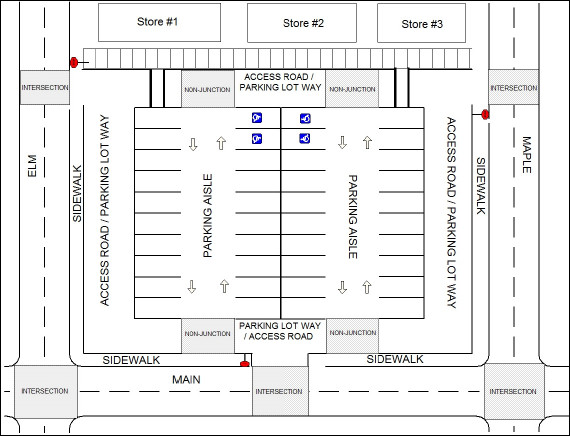 Store #1
Store #2
Store #3
ACCESS ROAD /
PARKING LOT WAY
INTERSECTION
NON-JUNCTION
NON-JUNCTION
INTERSECTION
ELM
SIDEWALK
ACCESS ROAD / PARKING LOT WAY
PARKING AISLE
PARKING AISLE
ACCESS ROAD / PARKING LOT WAY
SIDEWALK
MAPLE
NON-JUNCTION
PARKING LOT WAY
/ ACCESS ROAD
NON-JUNCTION
SIDEWALK
SIDEWALK
MAIN
INTERSECTION
INTERSECTION
INTERSECTION